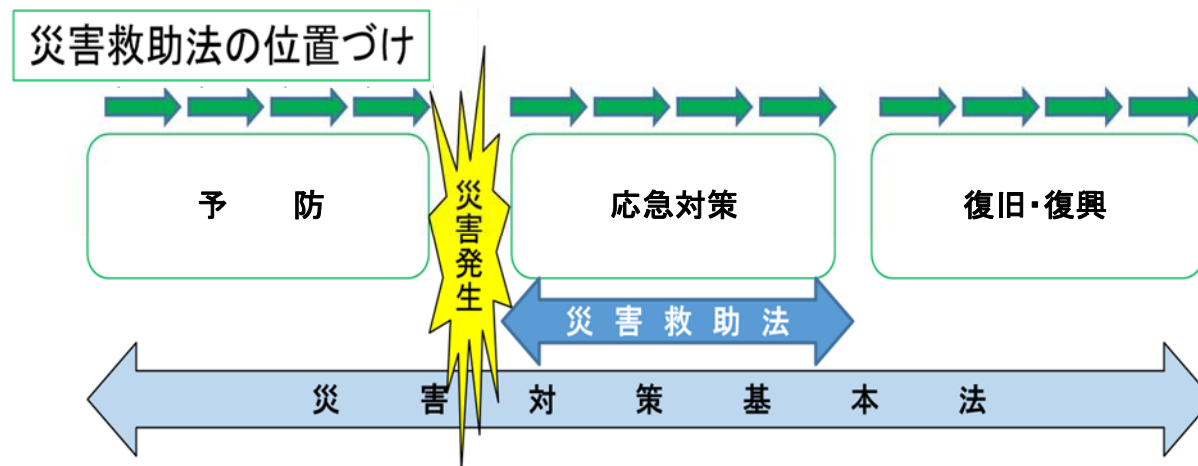 災害救助法の位置づけ
予防
災害発生
応急対策
復旧・復興
災害救助法
災害対策基本法